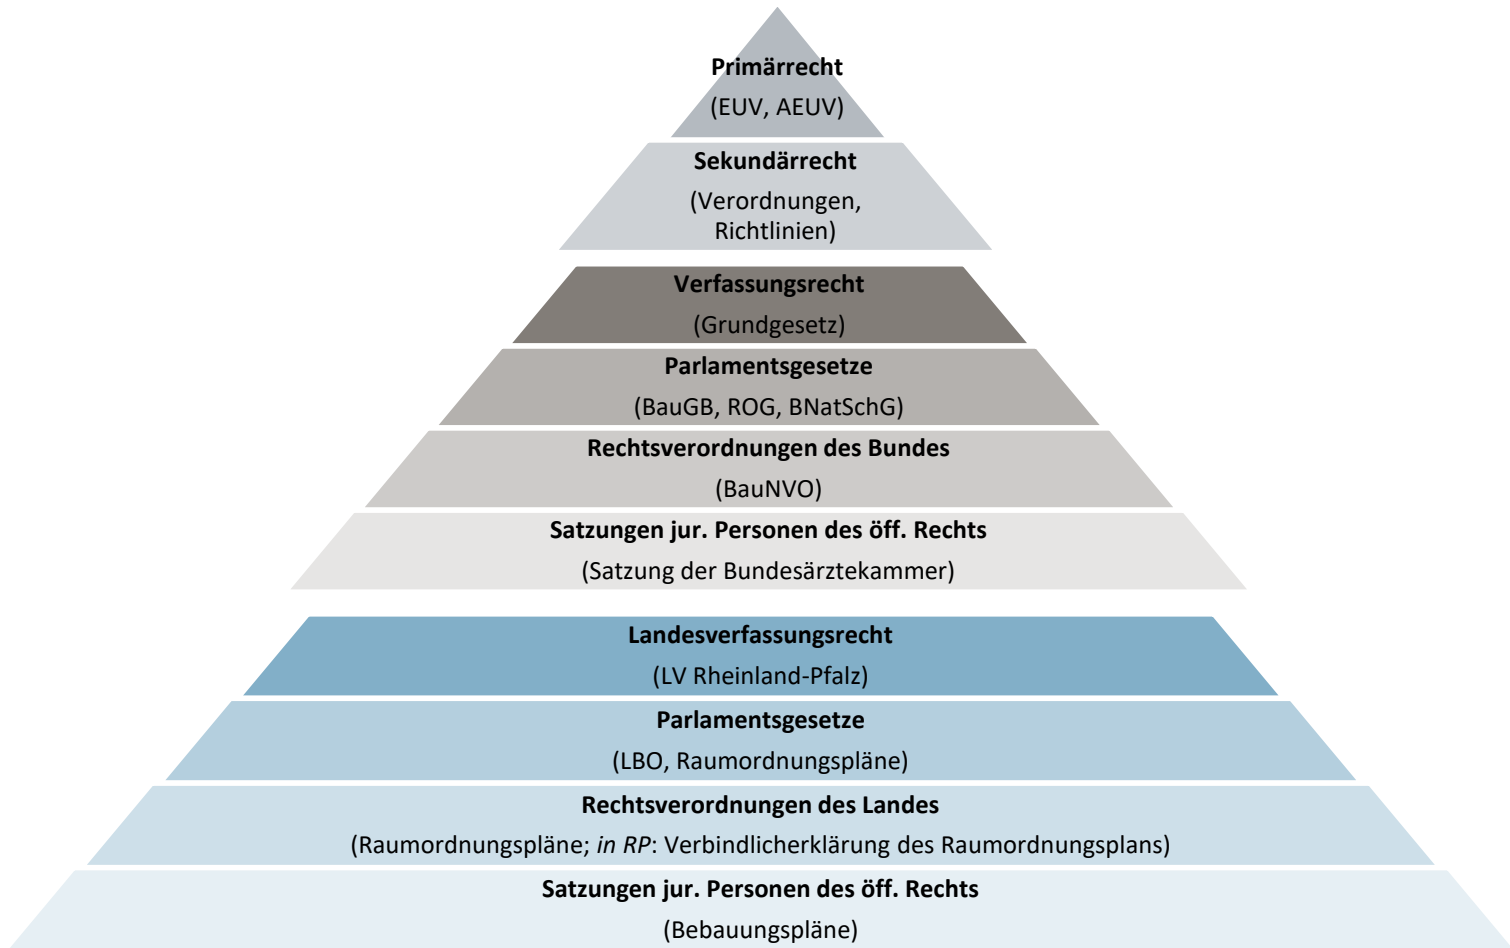 Primärrecht
(EUV, AEUV)
Sekundärrecht
(Verordnungen,
Richtlinien)
Verfassungsrecht
(Grundgesetz)
Parlamentsgesetze
(BauGB, ROG, BNatSchG)
Rechtsverordnungen des Bundes
(BauNVO)
Satzungen jur. Personen des öff. Rechts
(Satzung der Bundesärztekammer)
Landesverfassungsrecht
(LV Rheinland-Pfalz)
Parlamentsgesetze
(LBO, Raumordnungspläne)
Rechtsverordnungen des Landes
(Raumordnungspläne; in RP: Verbindlicherklärung des Raumordnungsplans)
Satzungen jur. Personen des öff. Rechts
(Bebauungspläne)